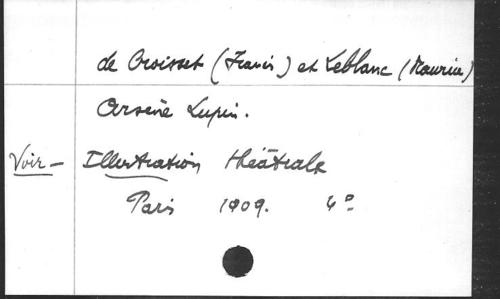 de Croisset (Francis) et Leblanc (Maurice)
Arsène Lupin.
Voir - Illustration théâtrale
Paris 1909. 4°